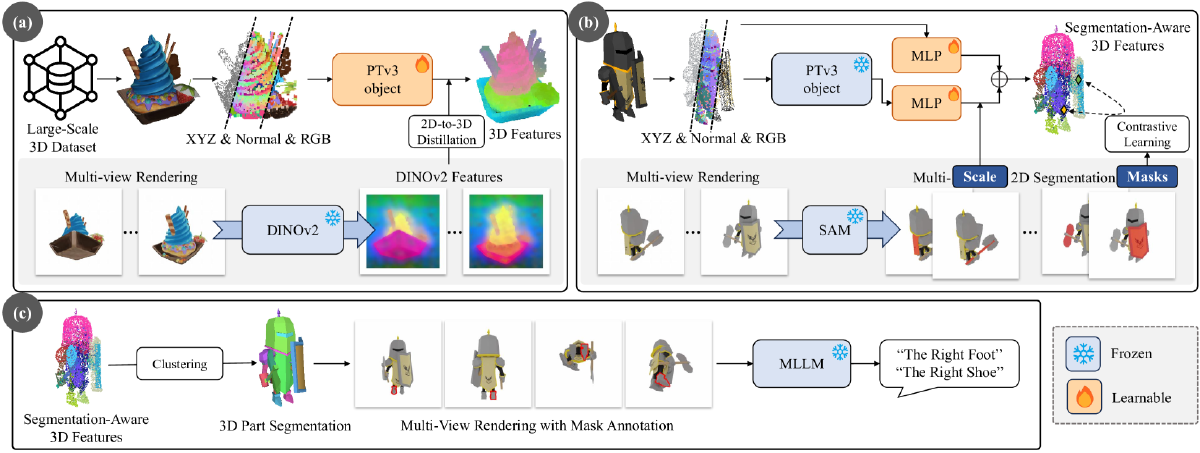 (a)
Large-Scale
3D Dataset
XYZ & Normal & RGB
PTv3
object
2D-to-3D
Distillation
3D Features
Multi-view Rendering
DINOv2 Features
...
DINOv2
...
(b)
XYZ & Normal & RGB
PTv3
object
MLP
MLP
Segmentation-Aware
3D Features
Contrastive
Learning
Multi-view Rendering
Multi- Scale 2D Segmentation Masks
...
SAM
...
(c)
Segmentation-Aware
3D Features
Clustering
3D Part Segmentation
Multi-View Rendering with Mask Annotation
MLLM
“The Right Foot”
“The Right Shoe”
Frozen
Learnable